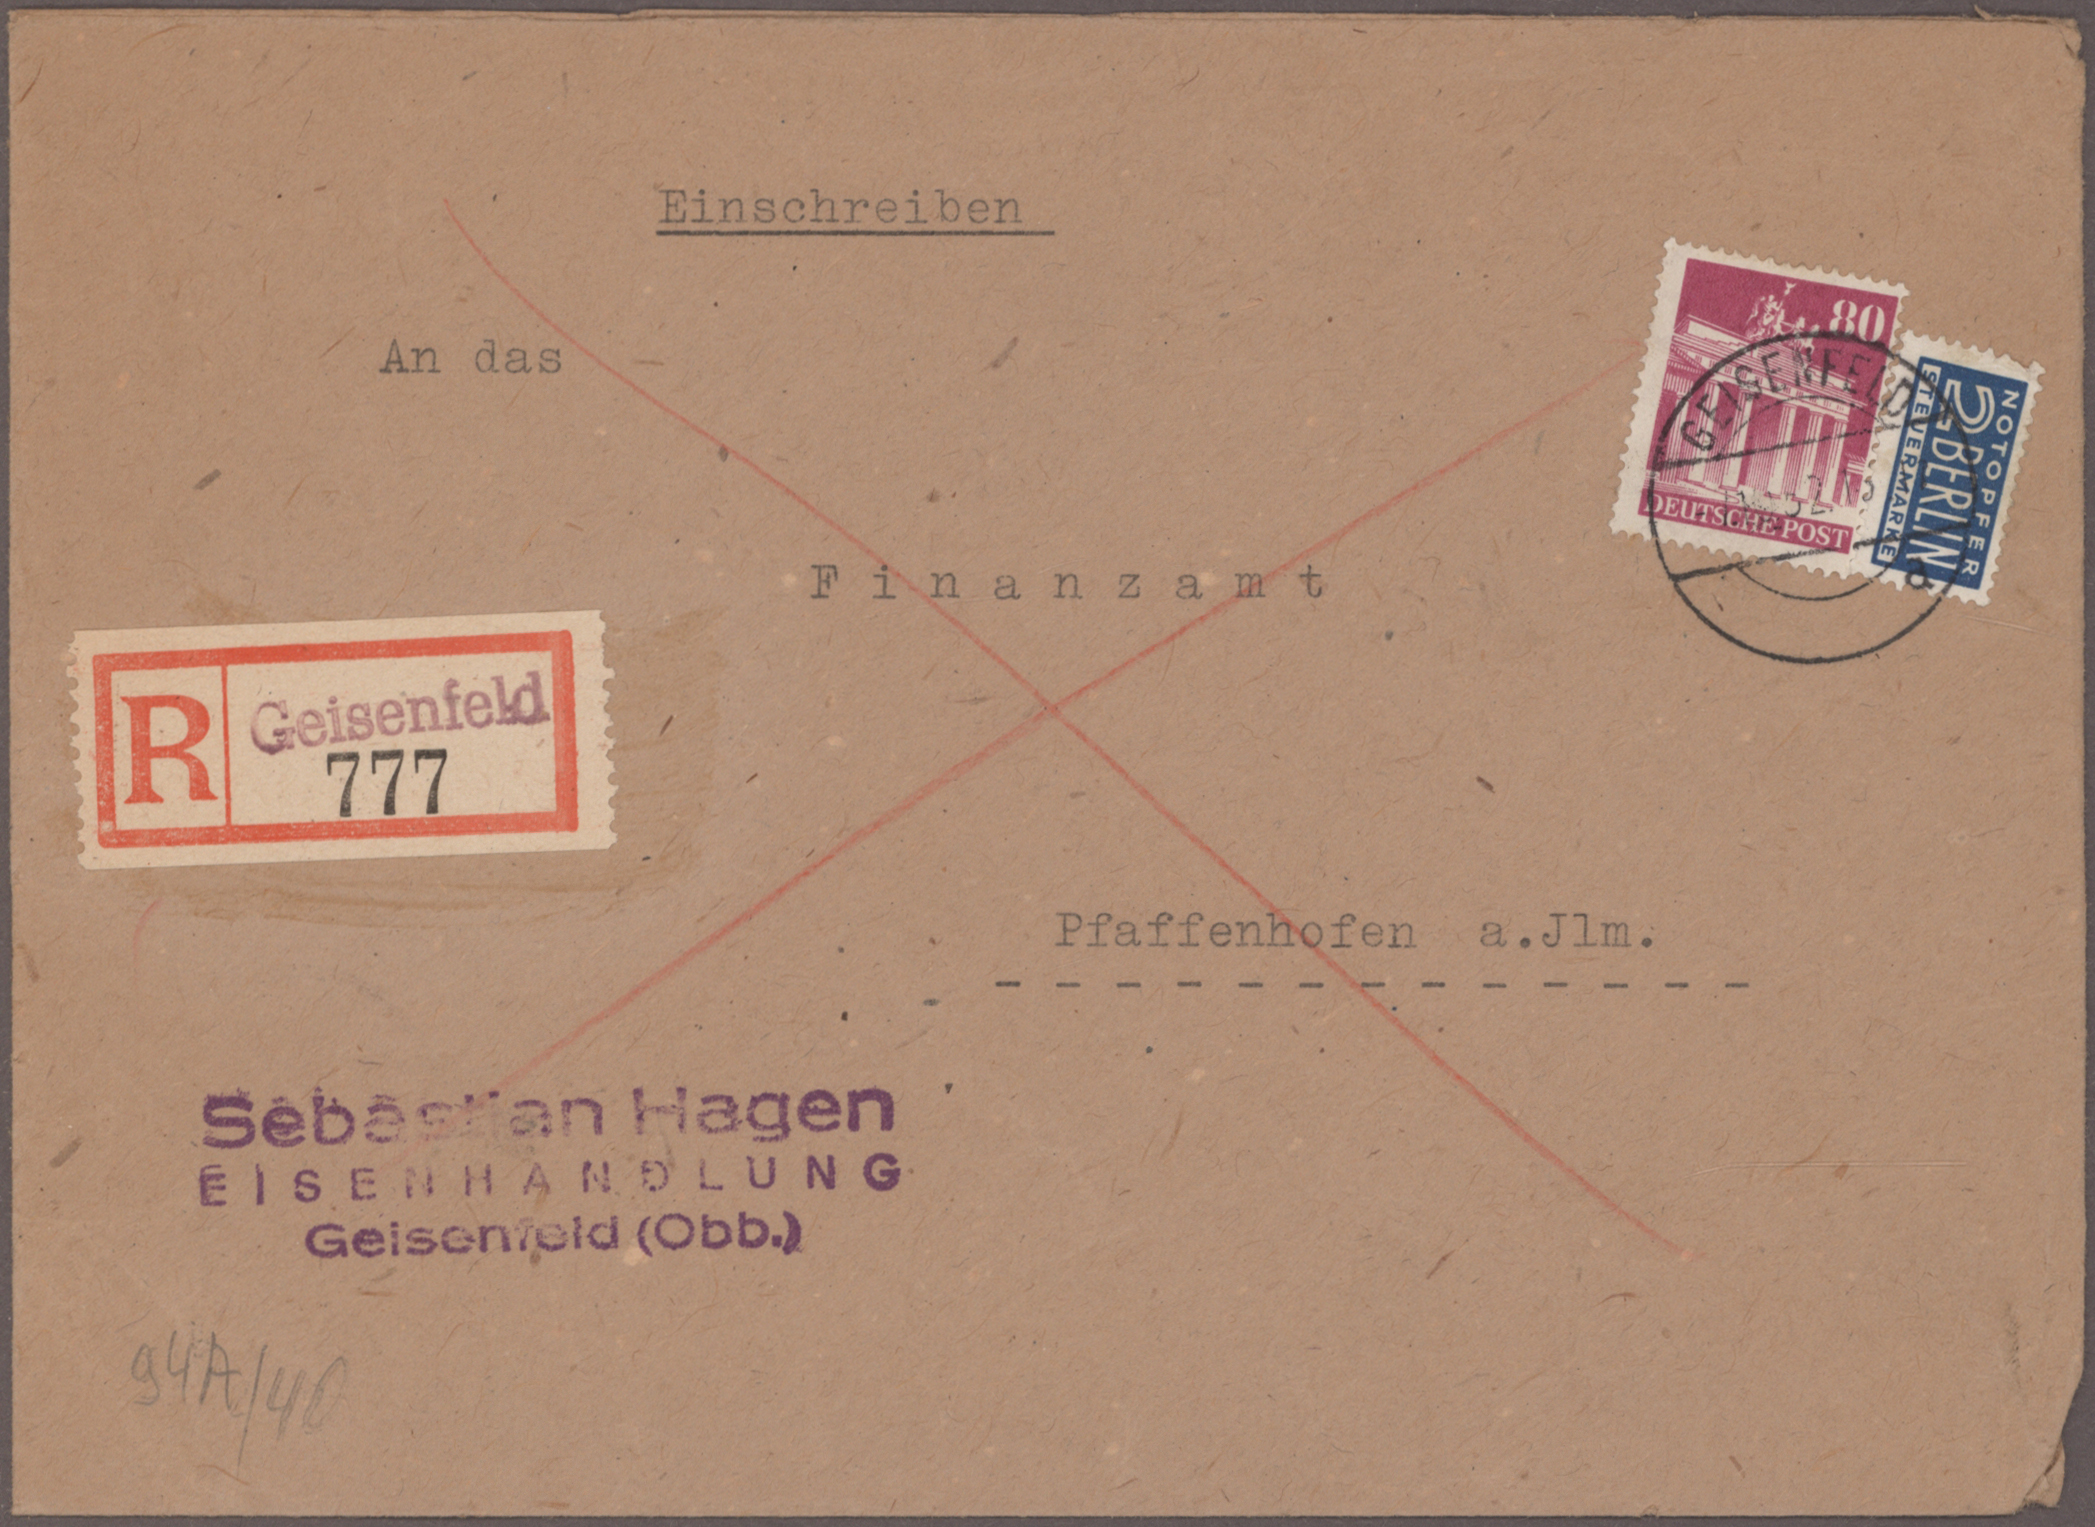 Einschreiben
An das
Finanzamt
Pfaffenhofen a.Jlm.
80
DEUTSCHE POST
NOTOPFER
2 BERLIN
STEUERMARKE
GEISENFELD
a
R
Geisenfeld
777
Sebastian Hagen
EISENHANDLUNG
Geisenfeld (Obb.)